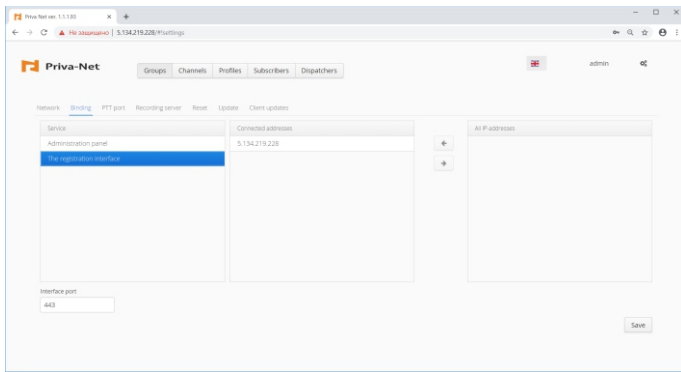 Priva Net ver. 1.1.130
Не защищено | 5.134.219.228/#!settings
Priva-Net
Groups Channels Profiles Subscribers Dispatchers
admin
Network Binding PTT port Recording server Reset Update Client updates
Service Connected addresses All IP-addresses
Administration panel 5.134.219.228
The registration interface
Interface port
443
Save